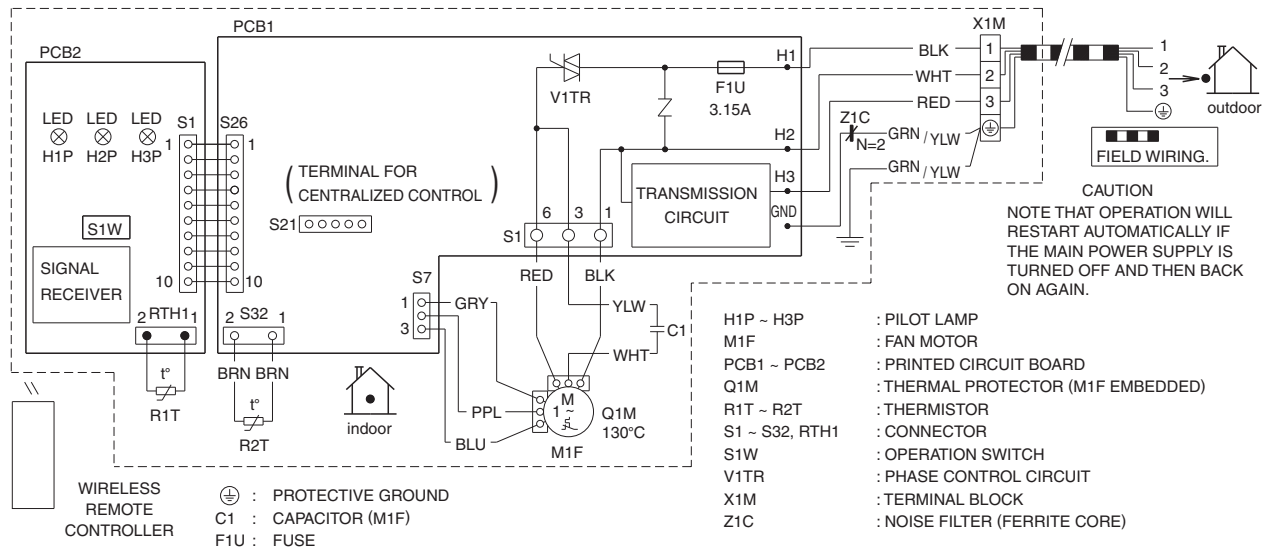 PCB1
X1M
PCB2
H1
BLK
1
WHT
2
RED
3
1
2
3
outdoor
V1TR
F1U
3.15A
LED LED LED
H1P H2P H3P
S1 S26
1 1
10 10
Z1C
N=2
GRN/YLW
GRN/YLW
H2
H3
GND
FIELD WIRING.
(TERMINAL FOR
CENTRALIZED CONTROL)
S21
TRANSMISSION
CIRCUIT
S1W
SIGNAL
RECEIVER
S1
6 3 1
RED BLK
YLW
C1
WHT
S7
1
3
GRY
PPL
BLU
2 RTH1 1
2 S32 1
BRN BRN
t°
R1T
t°
R2T
indoor
M
1~
Q1M
130°C
M1F
CAUTION
NOTE THAT OPERATION WILL
RESTART AUTOMATICALLY IF
THE MAIN POWER SUPPLY IS
TURNED OFF AND THEN BACK
ON AGAIN.
H1P ~ H3P : PILOT LAMP
M1F : FAN MOTOR
PCB1 ~ PCB2 : PRINTED CIRCUIT BOARD
Q1M : THERMAL PROTECTOR (M1F EMBEDDED)
R1T ~ R2T : THERMISTOR
S1 ~ S32, RTH1 : CONNECTOR
S1W : OPERATION SWITCH
V1TR : PHASE CONTROL CIRCUIT
X1M : TERMINAL BLOCK
Z1C : NOISE FILTER (FERRITE CORE)
WIRELESS
REMOTE
CONTROLLER
: PROTECTIVE GROUND
C1 : CAPACITOR (M1F)
F1U : FUSE